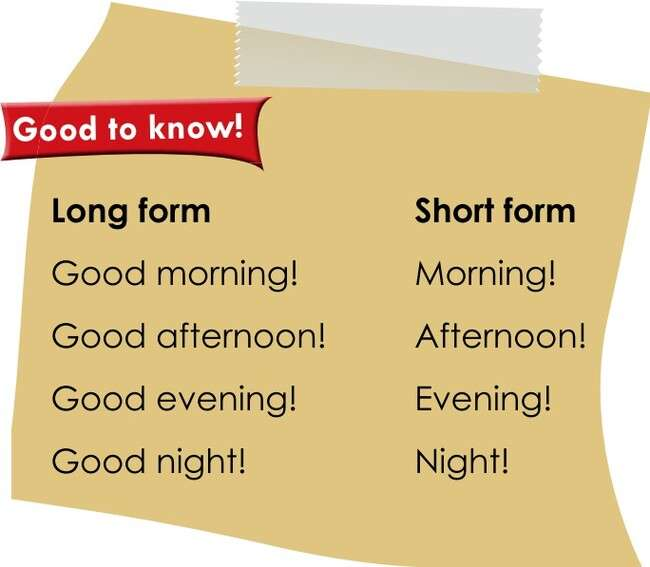 Good to know!
Long form Short form
Good morning! Morning!
Good afternoon! Afternoon!
Good evening! Evening!
Good night! Night!